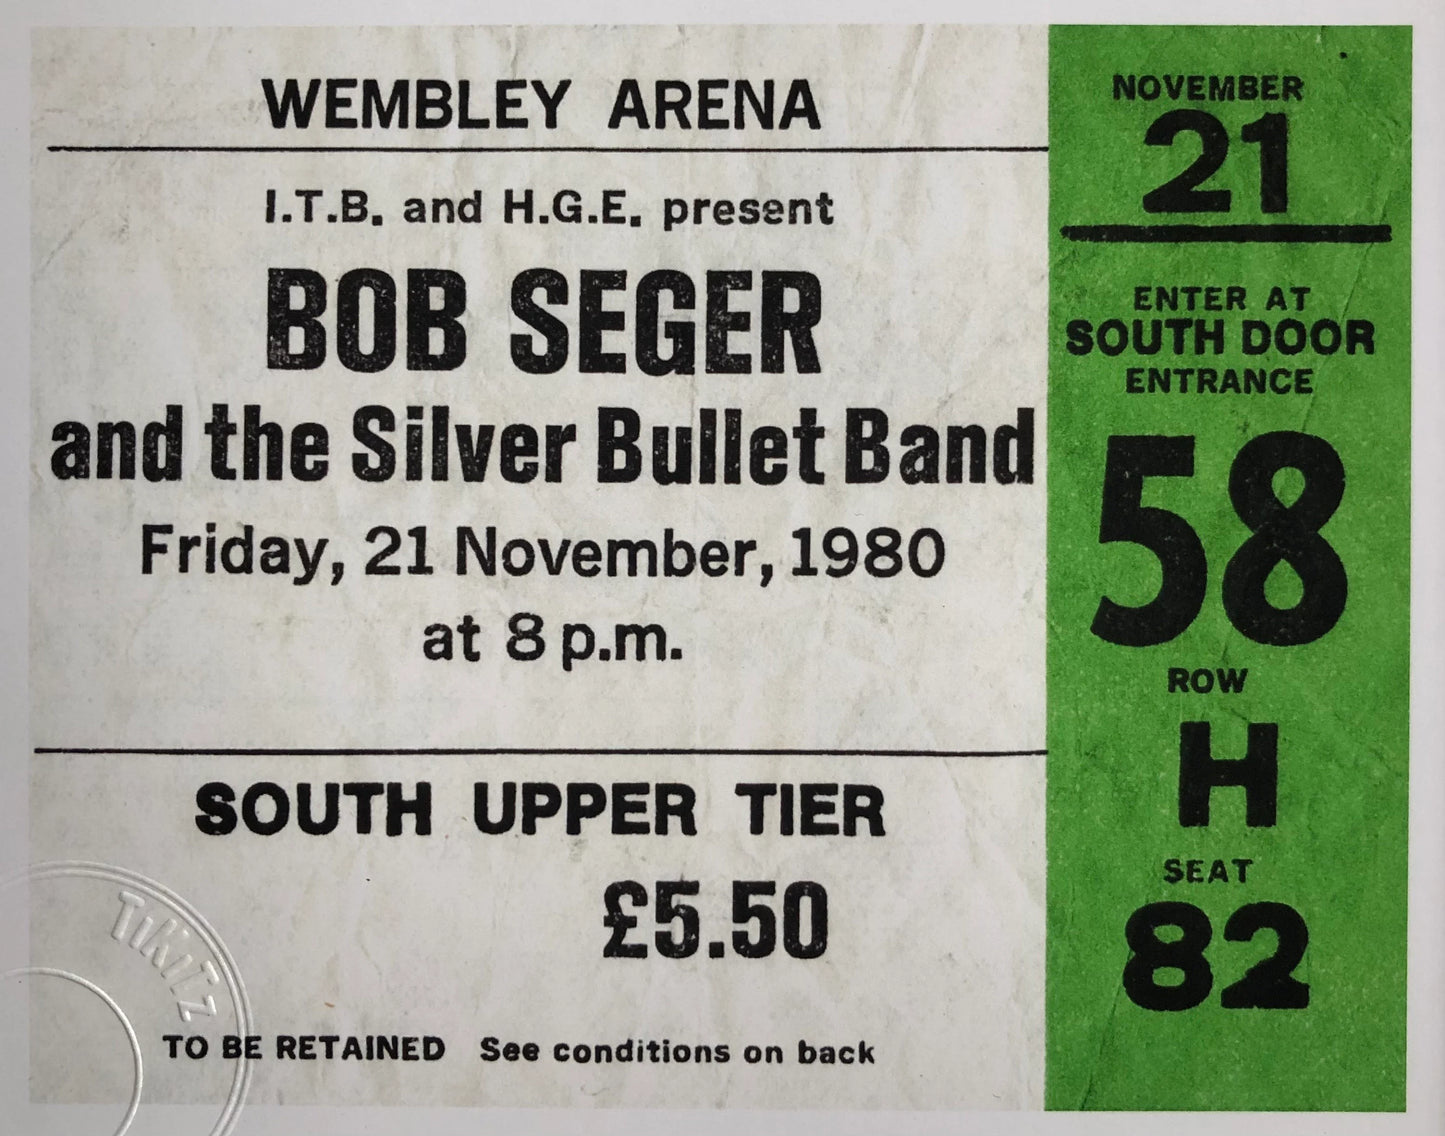 WEMBLEY ARENA
I.T.B. and H.G.E. present
BOB SEGER
and the Silver Bullet Band
Friday, 21 November, 1980
at 8 p.m.
SOUTH UPPER TIER
£5.50
TO BE RETAINED See conditions on back
TiKiTZ
NOVEMBER
21
ENTER AT
SOUTH DOOR
ENTRANCE
58
ROW
H
SEAT
82